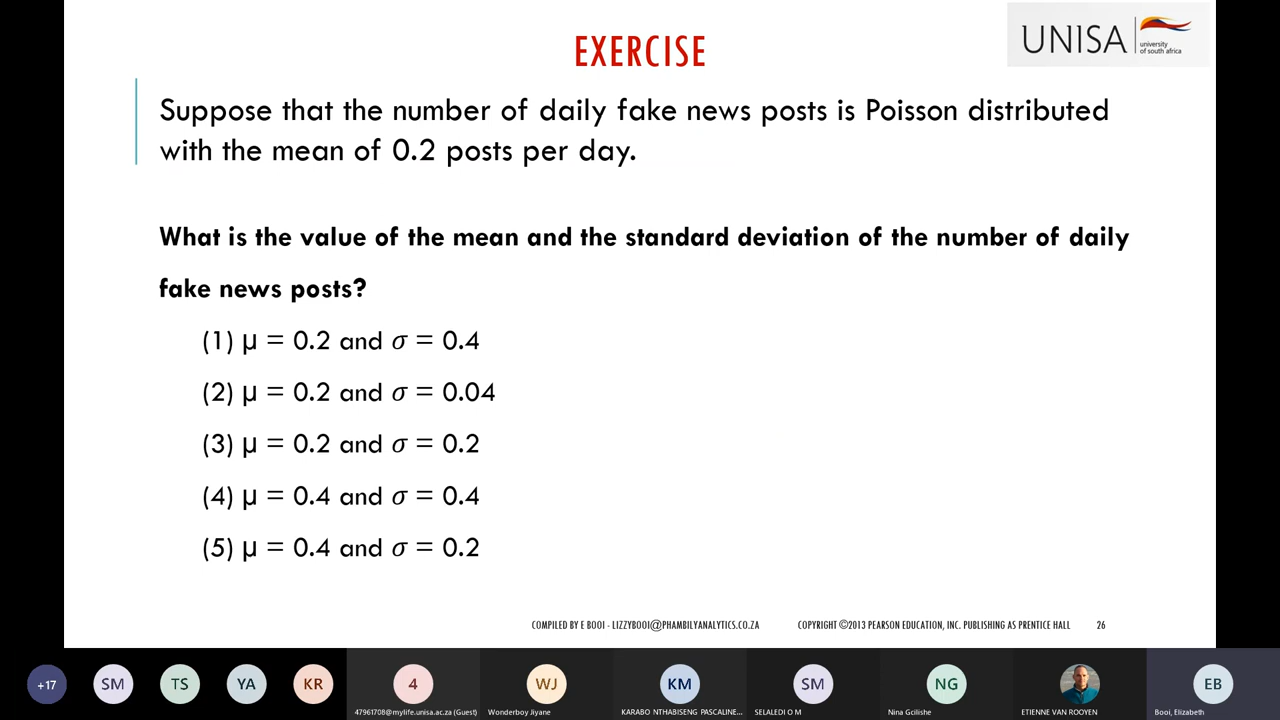 EXERCISE
UNISA
university
of south africa
Suppose that the number of daily fake news posts is Poisson distributed
with the mean of 0.2 posts per day.
What is the value of the mean and the standard deviation of the number of daily
fake news posts?
(1) μ = 0.2 and σ = 0.4
(2) μ = 0.2 and σ = 0.04
(3) μ = 0.2 and σ = 0.2
(4) μ = 0.4 and σ = 0.4
(5) μ = 0.4 and σ = 0.2
COMPILED BY E BOOI - LIZZYBOOI@PHAMBILYANALYTICS.CO.ZA COPYRIGHT ©2013 PEARSON EDUCATION, INC. PUBLISHING AS PRENTICE HALL 26
+17 SM TS YA KR 4 WJ KM SM NG EB
47961708@mylife.unisa.ac.za (Guest) Wonderboy Jiyane KARABO NTHABISENG PASCALINE... SELALEDI O M Nina Gcilishe ETIENNE VAN ROOYEN Booi, Elizabeth